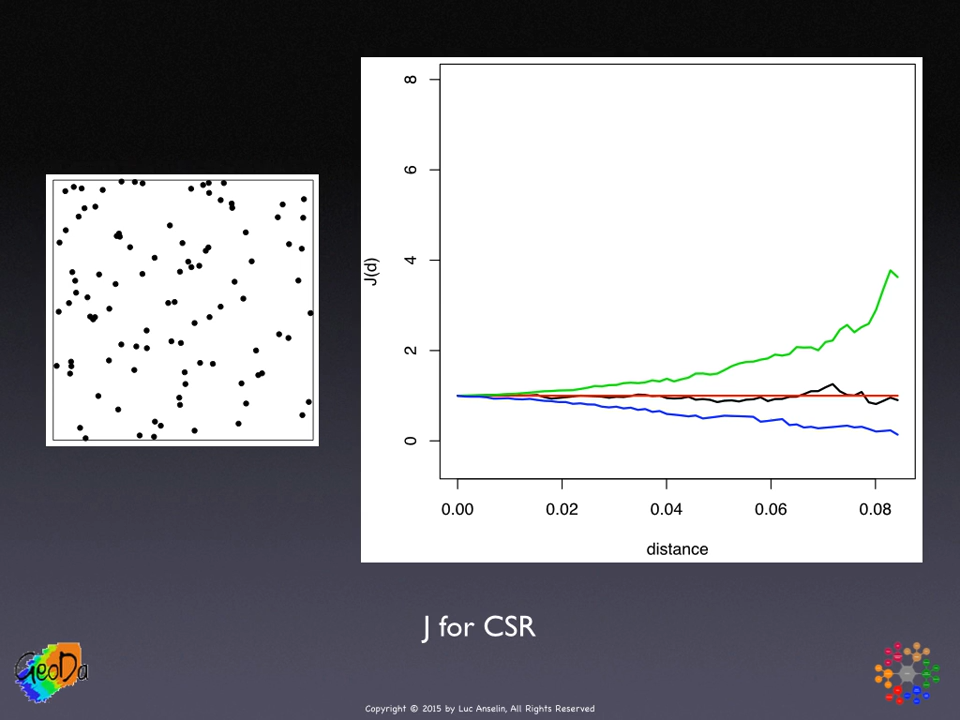 8
6
4
2
0
J(d)
0.00 0.02 0.04 0.06 0.08
distance
J for CSR
GeoDa
Copyright © 2015 by Luc Anselin, All Rights Reserved